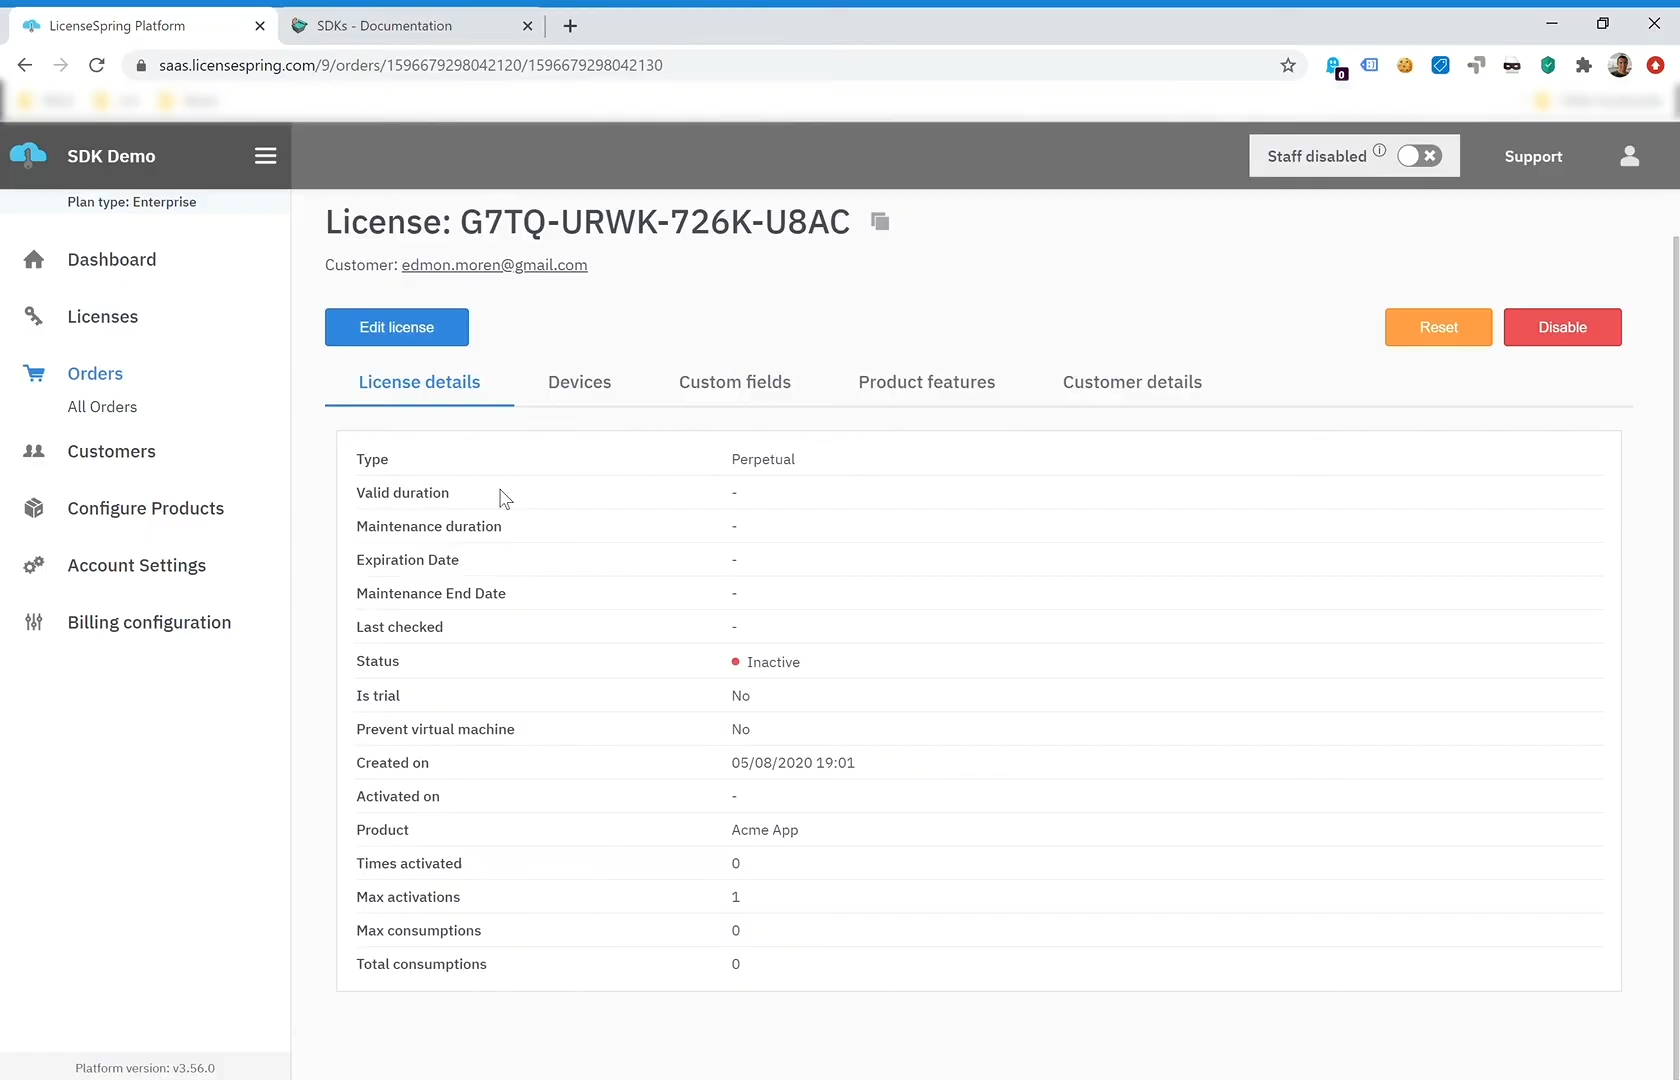 LicenseSpring Platform
SDKs - Documentation
saas.licensespring.com/9/orders/1596679298042120/1596679298042130
0
SDK Demo
Staff disabled
Support
Plan type: Enterprise
Dashboard
Licenses
Orders
All Orders
Customers
Configure Products
Account Settings
Billing configuration
Platform version: v3.56.0
License: G7TQ-URWK-726K-U8AC
Customer: edmon.moren@gmail.com
Edit license
Reset
Disable
License details
Devices
Custom fields
Product features
Customer details
Type Perpetual
Valid duration -
Maintenance duration -
Expiration Date -
Maintenance End Date -
Last checked -
Status Inactive
Is trial No
Prevent virtual machine No
Created on 05/08/2020 19:01
Activated on -
Product Acme App
Times activated 0
Max activations 1
Max consumptions 0
Total consumptions 0